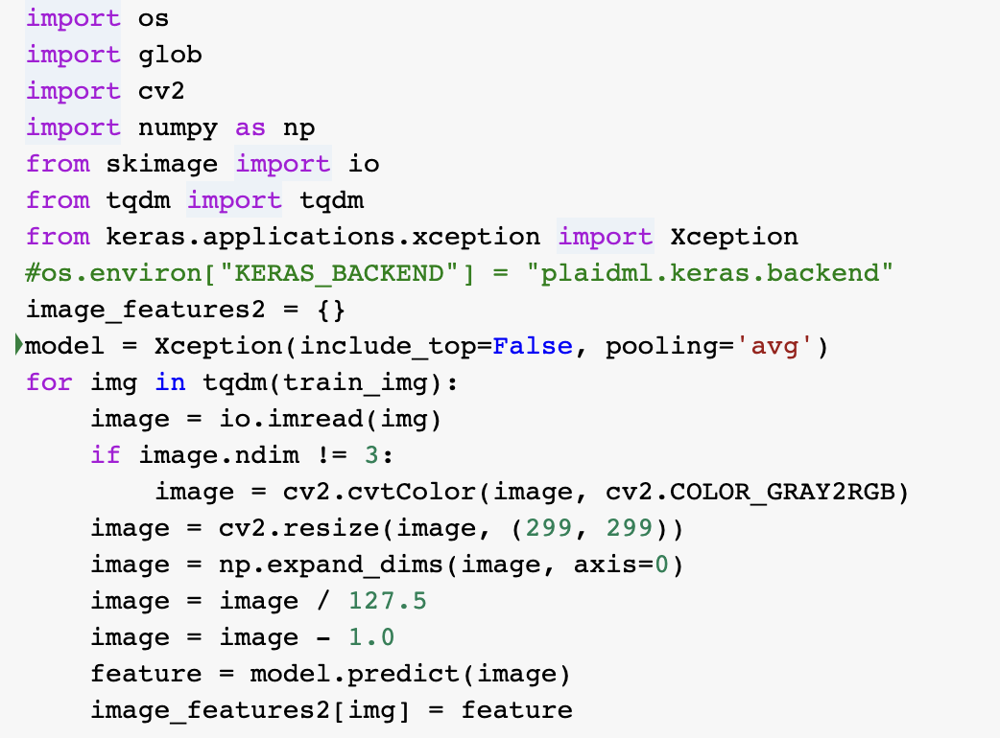 import os
import glob
import cv2
import numpy as np
from skimage import io
from tqdm import tqdm
from keras.applications.xception import Xception
#os.environ["KERAS_BACKEND"] = "plaidml.keras.backend"
image_features2 = {}
model = Xception(include_top=False, pooling='avg')
for img in tqdm(train_img):
    image = io.imread(img)
    if image.ndim != 3:
        image = cv2.cvtColor(image, cv2.COLOR_GRAY2RGB)
    image = cv2.resize(image, (299, 299))
    image = np.expand_dims(image, axis=0)
    image = image / 127.5
    image = image - 1.0
    feature = model.predict(image)
    image_features2[img] = feature